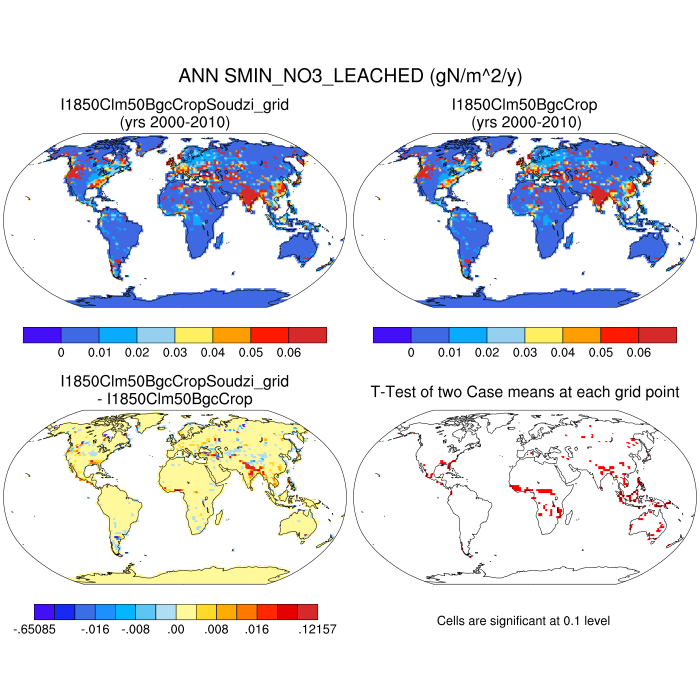 ANN SMIN_NO3_LEACHED (gN/m^2/y)
I1850Clm50BgcCropSoudzi_grid
(yrs 2000-2010)
I1850Clm50BgcCrop
(yrs 2000-2010)
0 0.01 0.02 0.03 0.04 0.05 0.06
0 0.01 0.02 0.03 0.04 0.05 0.06
I1850Clm50BgcCropSoudzi_grid
- I1850Clm50BgcCrop
T-Test of two Case means at each grid point
-.65085 -.016 -.008 .00 .008 .016 .12157
Cells are significant at 0.1 level